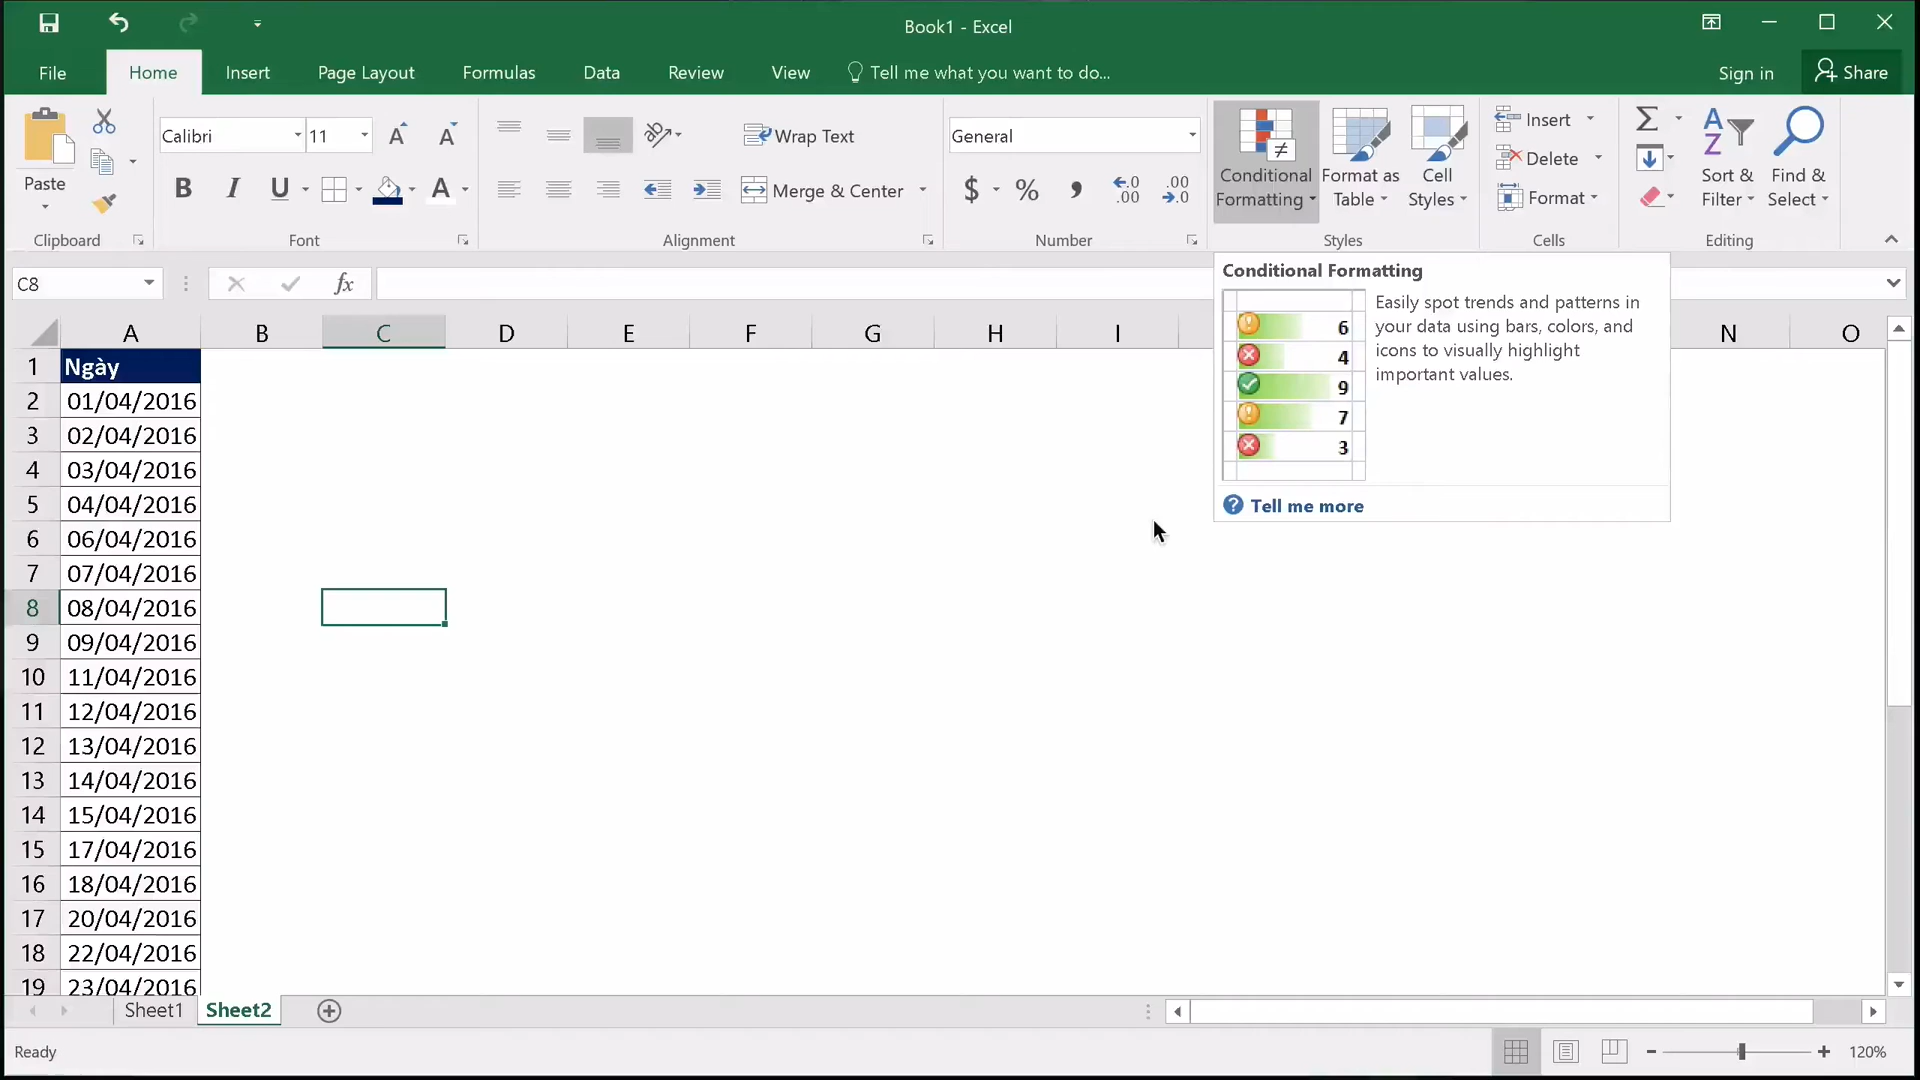 Book1 - Excel
File
Home
Insert
Page Layout
Formulas
Data
Review
View
Tell me what you want to do...
Sign in
Share
Paste
Clipboard
Calibri
11
A
A
B
I
U
A
Font
Wrap Text
Merge & Center
Alignment
General
$
%
Number
Conditional
Formatting
Format as
Table
Cell
Styles
Styles
Insert
Delete
Format
Cells
Sort &
Filter
Find &
Select
Editing
C8
fx
Conditional Formatting
6
4
9
7
3
Easily spot trends and patterns in
your data using bars, colors, and
icons to visually highlight
important values.
Tell me more
A B C D E F G H I N O
1 Ngày
2 01/04/2016
3 02/04/2016
4 03/04/2016
5 04/04/2016
6 06/04/2016
7 07/04/2016
8 08/04/2016
9 09/04/2016
10 11/04/2016
11 12/04/2016
12 13/04/2016
13 14/04/2016
14 15/04/2016
15 17/04/2016
16 18/04/2016
17 20/04/2016
18 22/04/2016
19 23/04/2016
Sheet1
Sheet2
Ready
120%